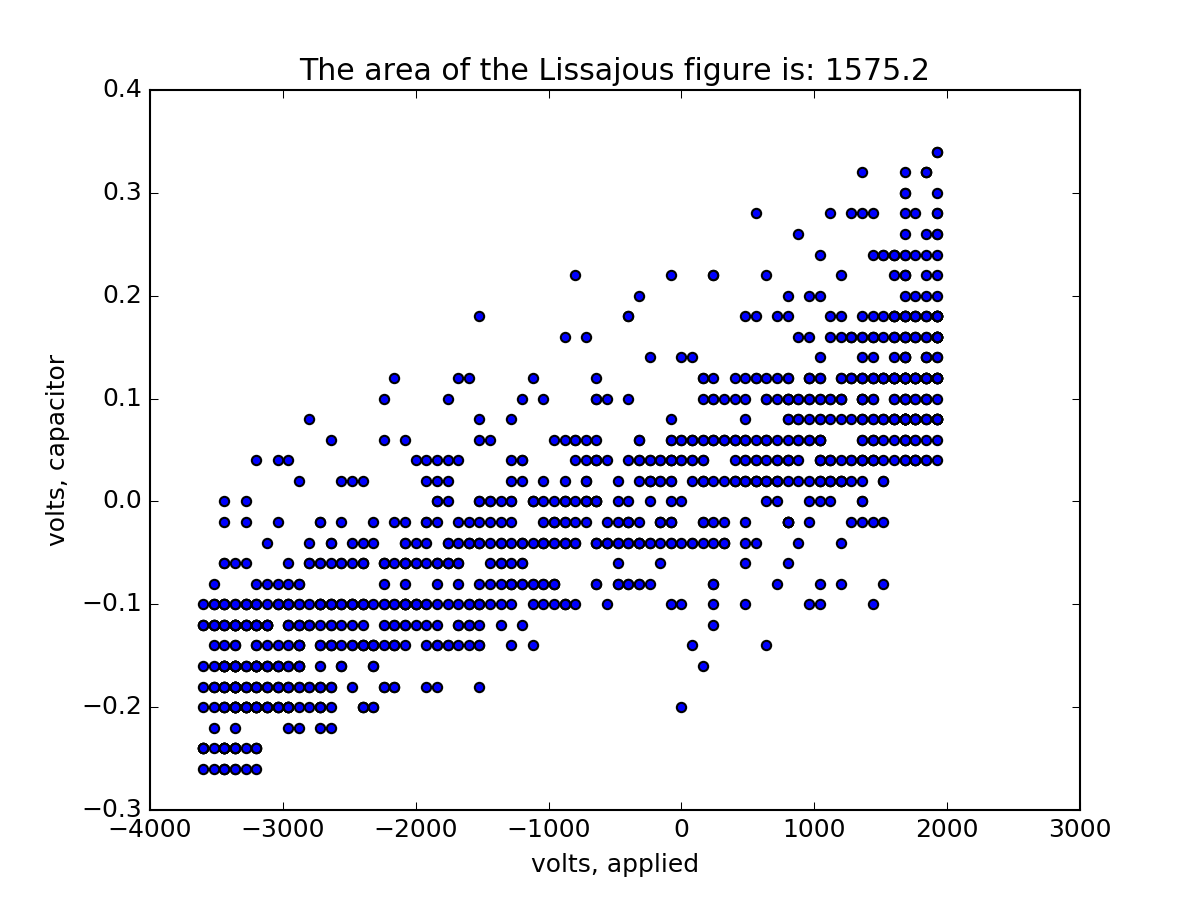 The area of the Lissajous figure is: 1575.2
0.4
0.3
0.2
0.1
0.0
−0.1
−0.2
−0.3
−4000 −3000 −2000 −1000 0 1000 2000 3000
volts, capacitor
volts, applied